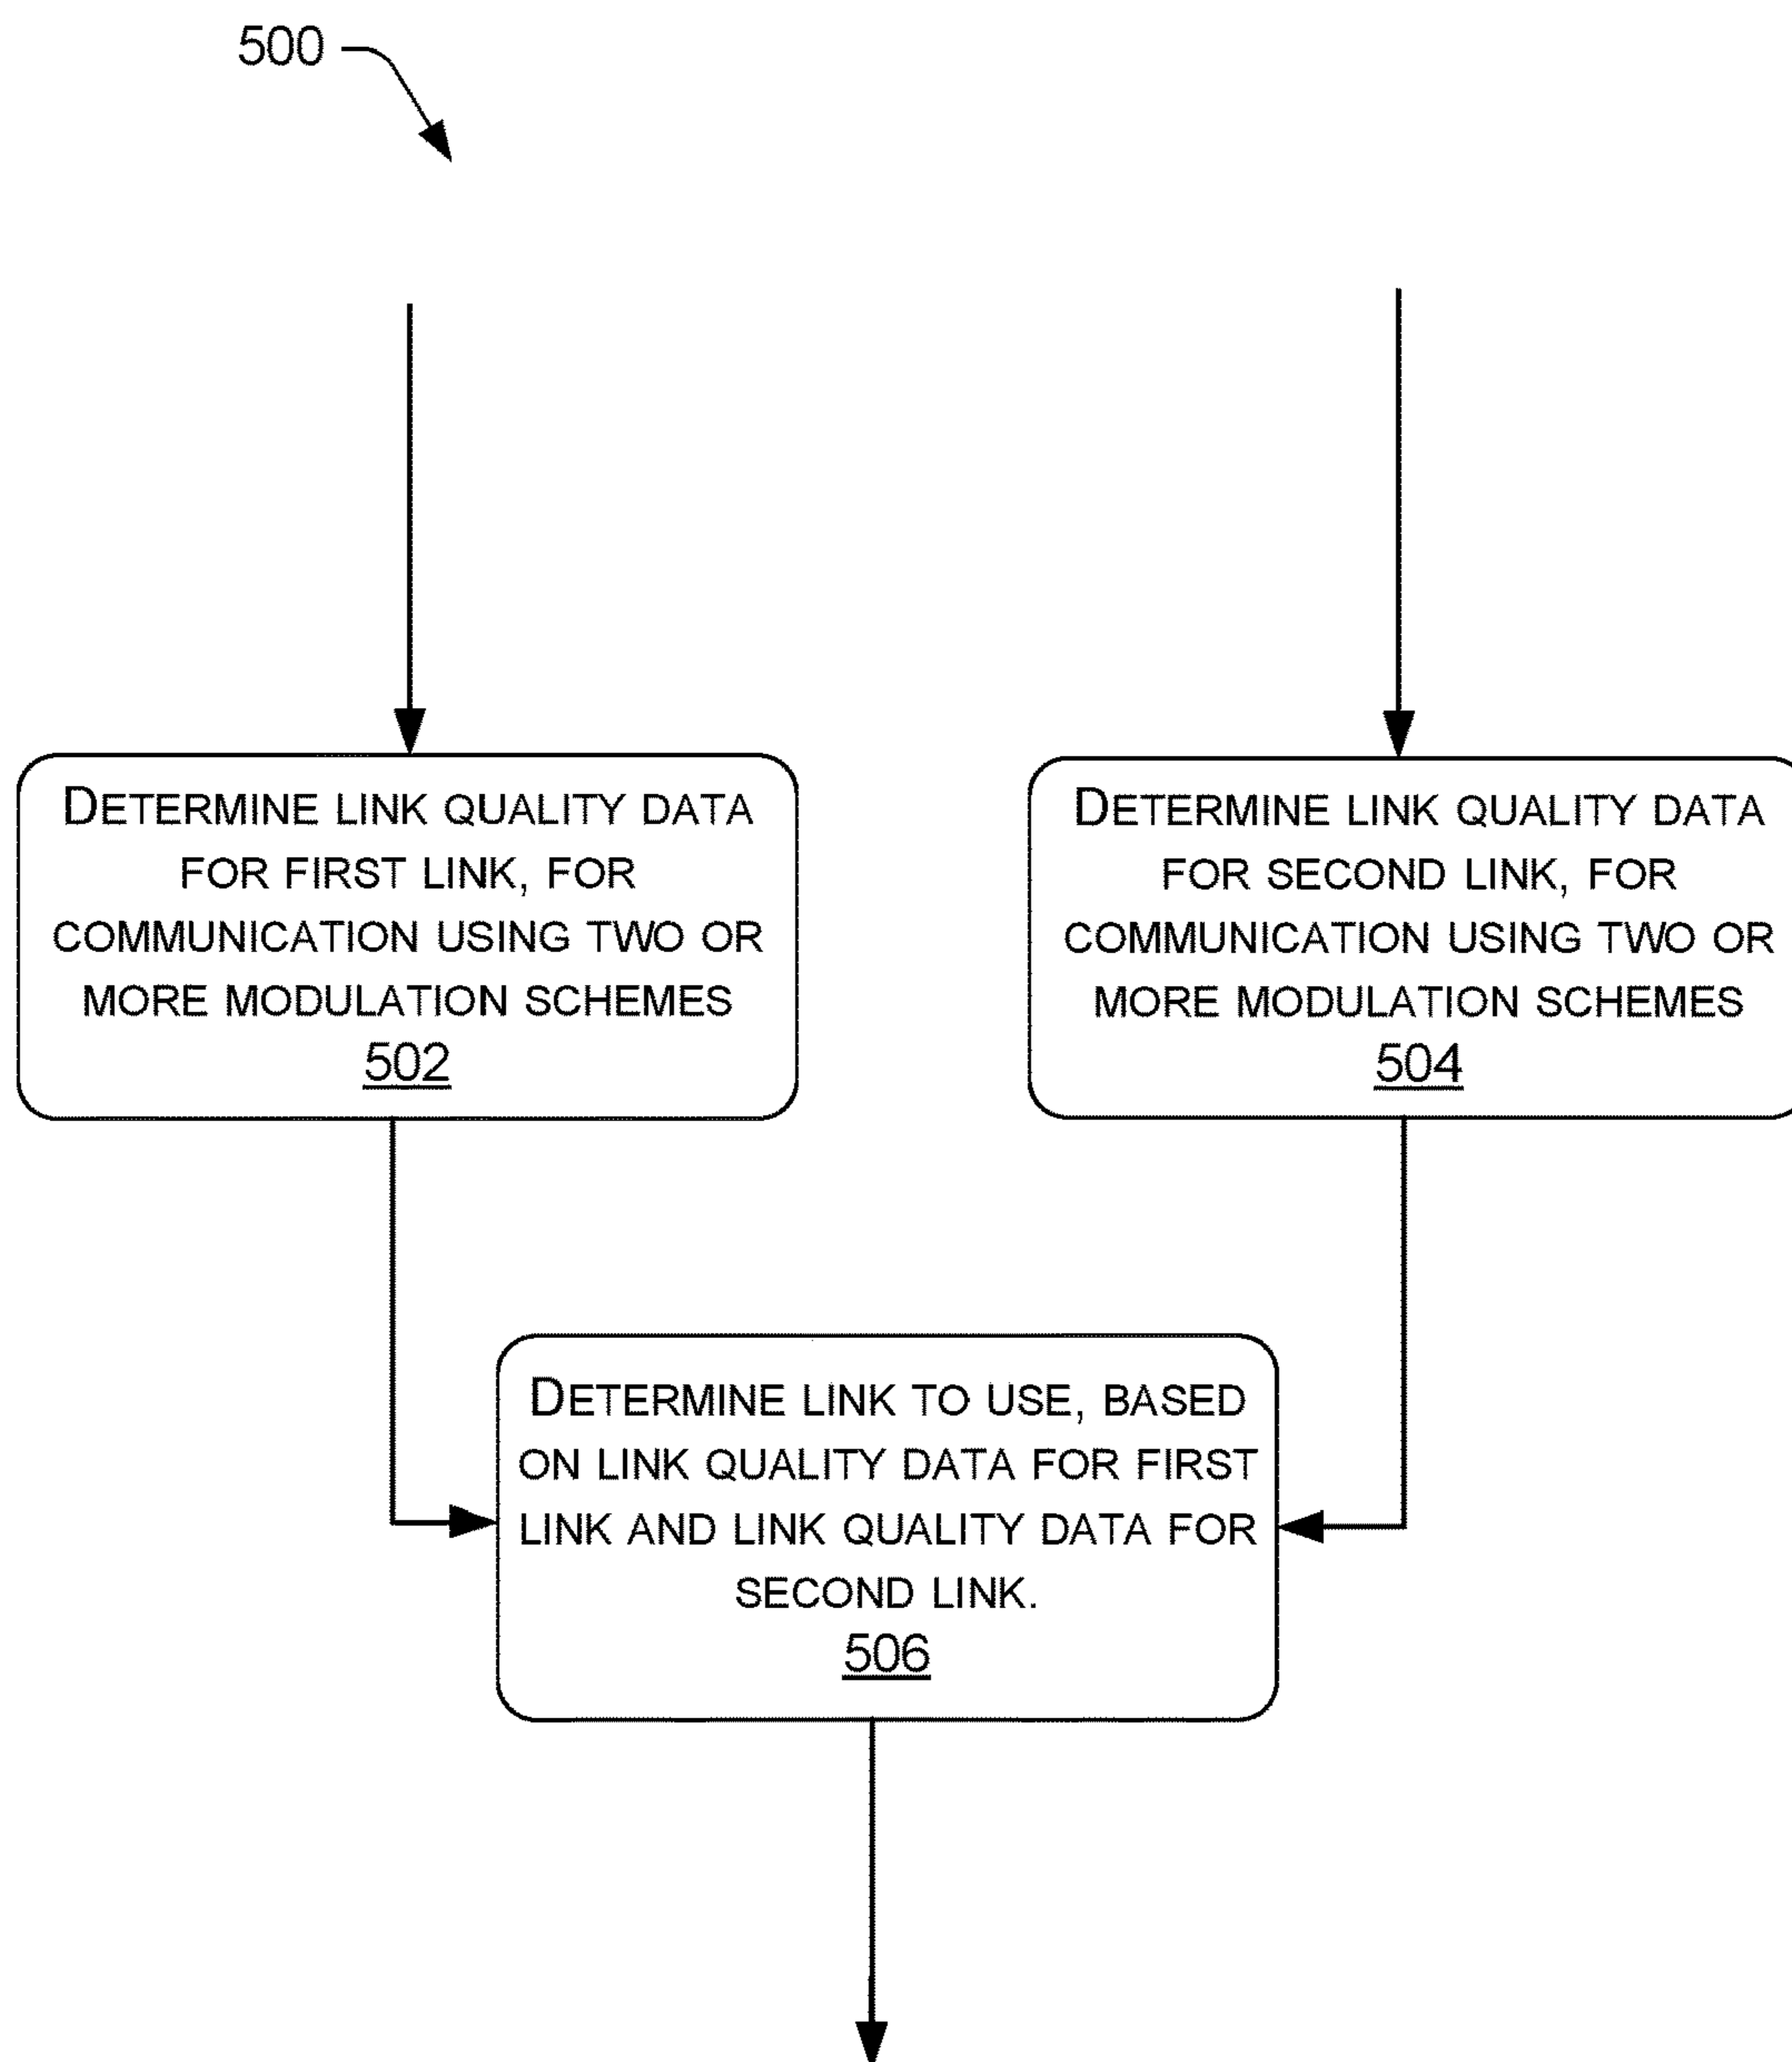 500
DETERMINE LINK QUALITY DATA
FOR FIRST LINK, FOR
COMMUNICATION USING TWO OR
MORE MODULATION SCHEMES
502
DETERMINE LINK QUALITY DATA
FOR SECOND LINK, FOR
COMMUNICATION USING TWO OR
MORE MODULATION SCHEMES
504
DETERMINE LINK TO USE, BASED
ON LINK QUALITY DATA FOR FIRST
LINK AND LINK QUALITY DATA FOR
SECOND LINK.
506